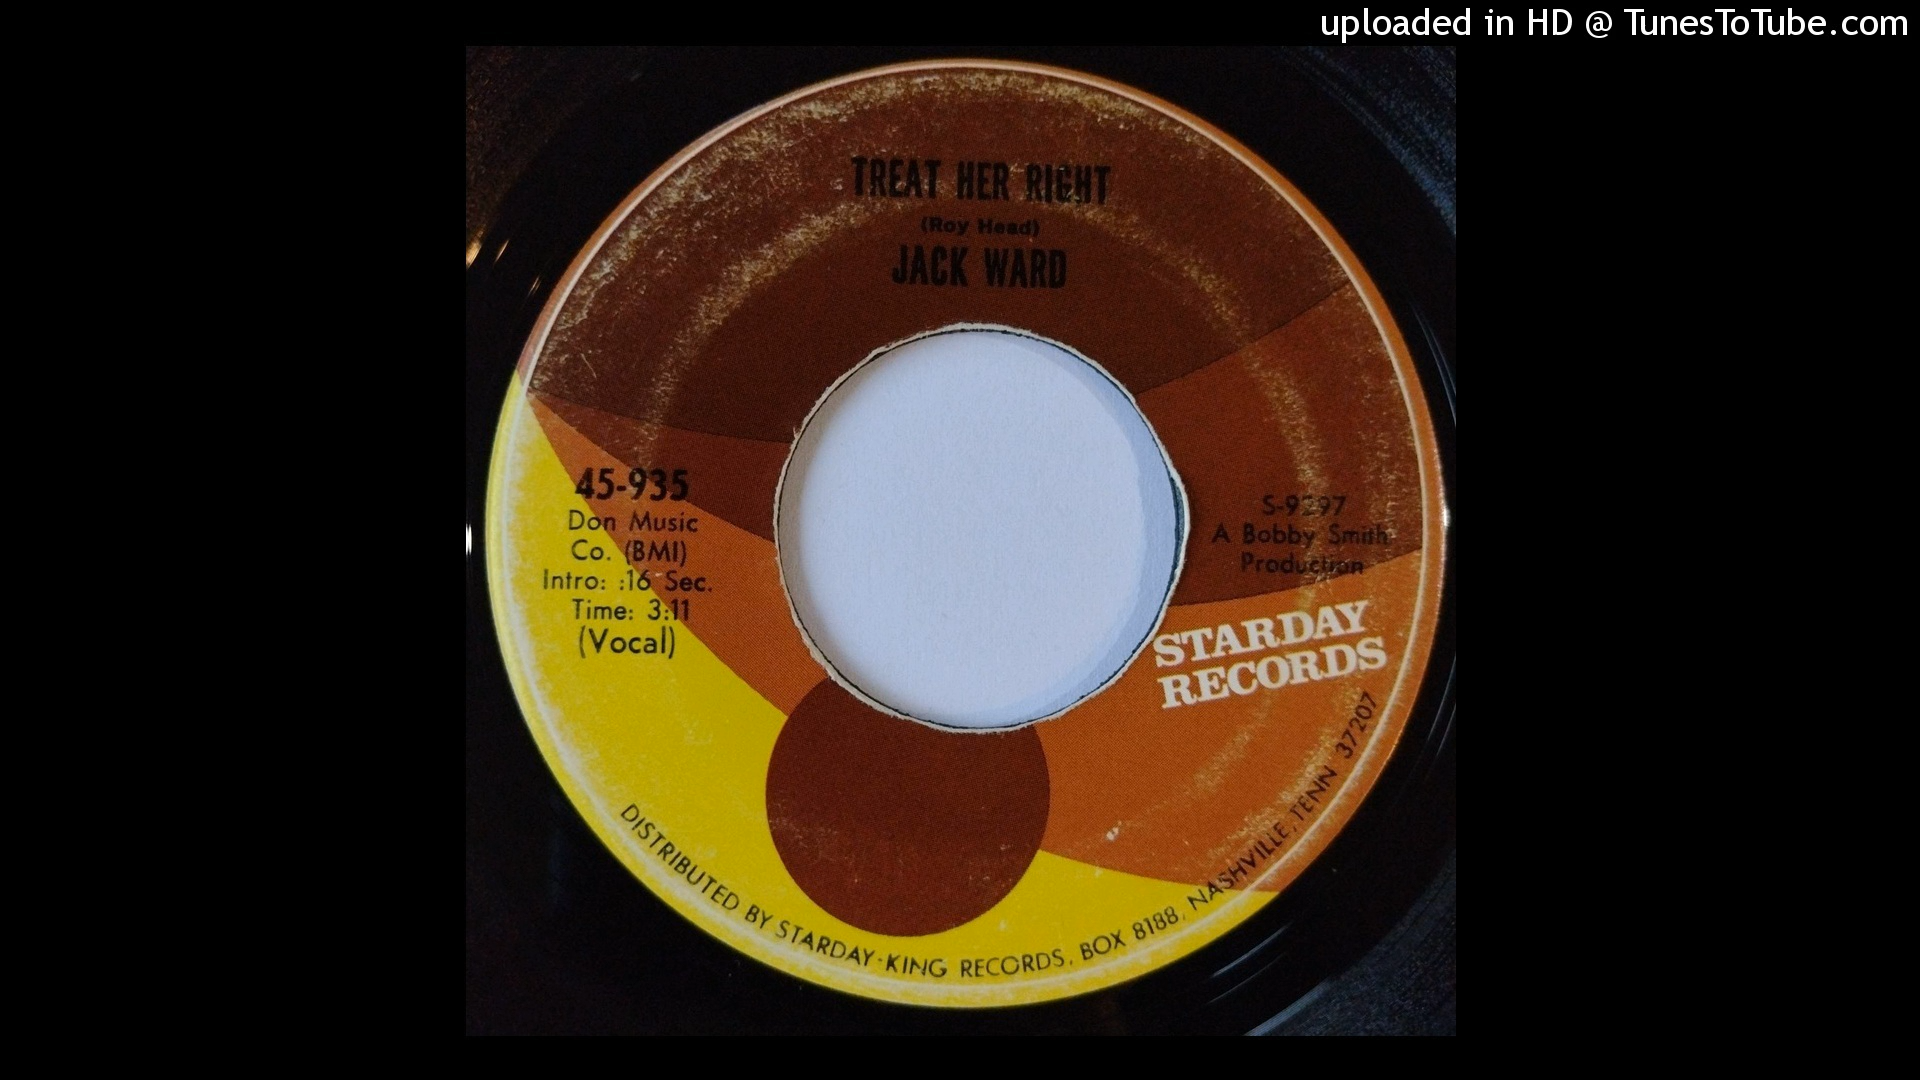 uploaded in HD @ TunesToTube.com
TREAT HER RIGHT
(Roy Head)
JACK WARD
45-935
Don Music
Co. (BMI)
Intro: :16 Sec.
Time: 3:11
(Vocal)
A Bobby Smith
Production
STARDAY
RECORDS
DISTRIBUTED BY STARDAY-KING RECORDS, BOX 8188, NASHVILLE, TENN 37207